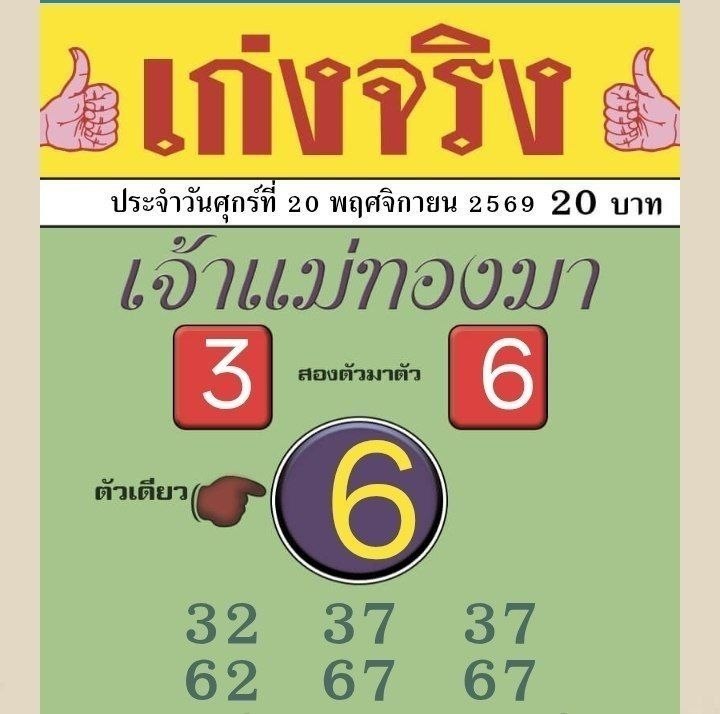 เก่งจริง
ประจำวันศุกร์ที่ 20 พฤศจิกายน 2569 20 บาท
เจ้าแม่ทองมา
3 สองตัวมาตัว 6
ตัวเดียว 6
32 37 37
62 67 67